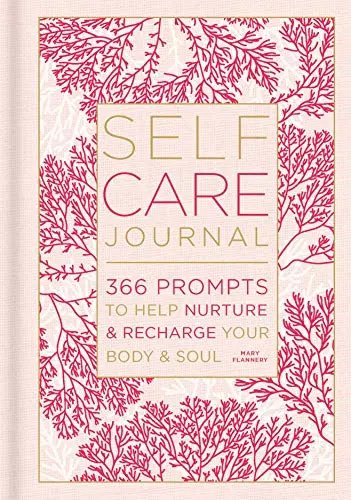 SELF
CARE
JOURNAL
366 PROMPTS
TO HELP NURTURE
& RECHARGE YOUR
BODY & SOUL
MARY
FLANNERY